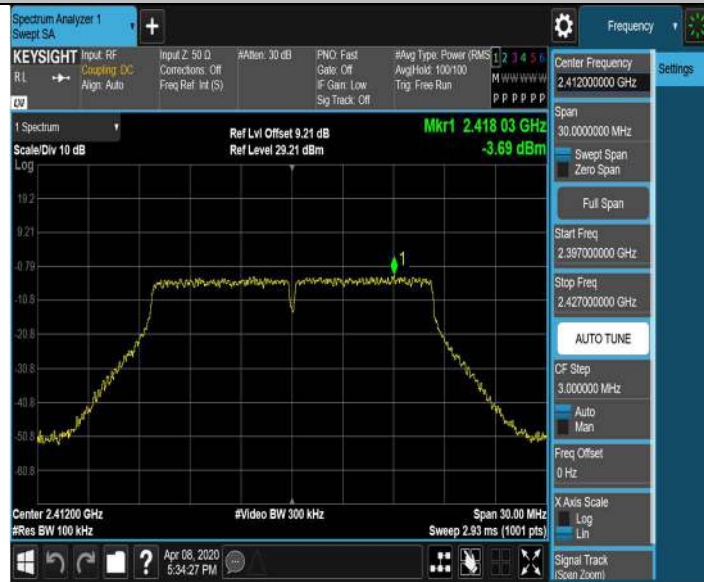 Spectrum Analyzer 1
Swept SA
Frequency
KEYSIGHT
Input: RF
Coupling: DC
Align: Auto
Input Z: 50 Ω
Corrections: Off
Freq Ref: Int (S)
#Atten: 30 dB
PNO: Fast
Gate: Off
IF Gain: Low
Sig Track: Off
#Avg Type: Power (RMS
Avg|Hold: 100/100
Trig: Free Run
1 2 3 4 5 6
M W W W W W
P P P P P P
RL
1 Spectrum
Scale/Div 10 dB
Log
Ref Lvl Offset 9.21 dB
Ref Level 29.21 dBm
Mkr1 2.418 03 GHz
-3.69 dBm
19.2
9.21
-0.79
-10.8
-20.8
-30.8
-40.8
-50.8
-60.8
1
Center 2.41200 GHz
#Res BW 100 kHz
#Video BW 300 kHz
Span 30.00 MHz
Sweep 2.93 ms (1001 pts)
Apr 08, 2020
5:34:27 PM
?
Center Frequency
2.412000000 GHz
Settings
Span
30.0000000 MHz
Swept Span
Zero Span
Full Span
Start Freq
2.397000000 GHz
Stop Freq
2.427000000 GHz
AUTO TUNE
CF Step
3.000000 MHz
Auto
Man
Freq Offset
0 Hz
X Axis Scale
Log
Lin
Signal Track
(Span Zoom)